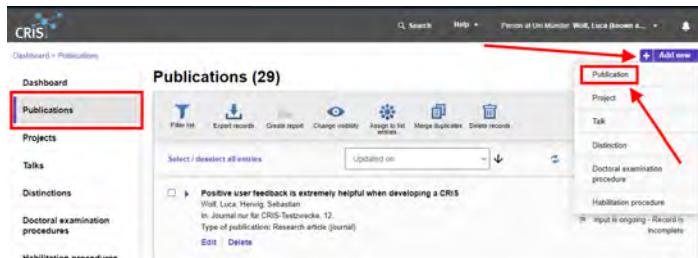 CRIS
Search Help Person at Uni Münster: Wolf, Luca (known a...
Dashboard > Publications
+ Add new
Dashboard
Publications
Projects
Talks
Distinctions
Doctoral examination
procedures
Habilitation procedures
Publications (29)
Filter list Export records Create report Change visibility Assign to list
entries Merge duplicates Delete records
Select / deselect all entries
Updated on
Positive user feedback is extremely helpful when developing a CRIS
Wolf, Luca, Herwig, Sebastian
In: Journal nur für CRIS-Testzwecke, 12.
Type of publication: Research article (journal)
Edit Delete
Publication
Project
Talk
Distinction
Doctoral examination
procedure
Habilitation procedure
Input is ongoing - Record is
incomplete